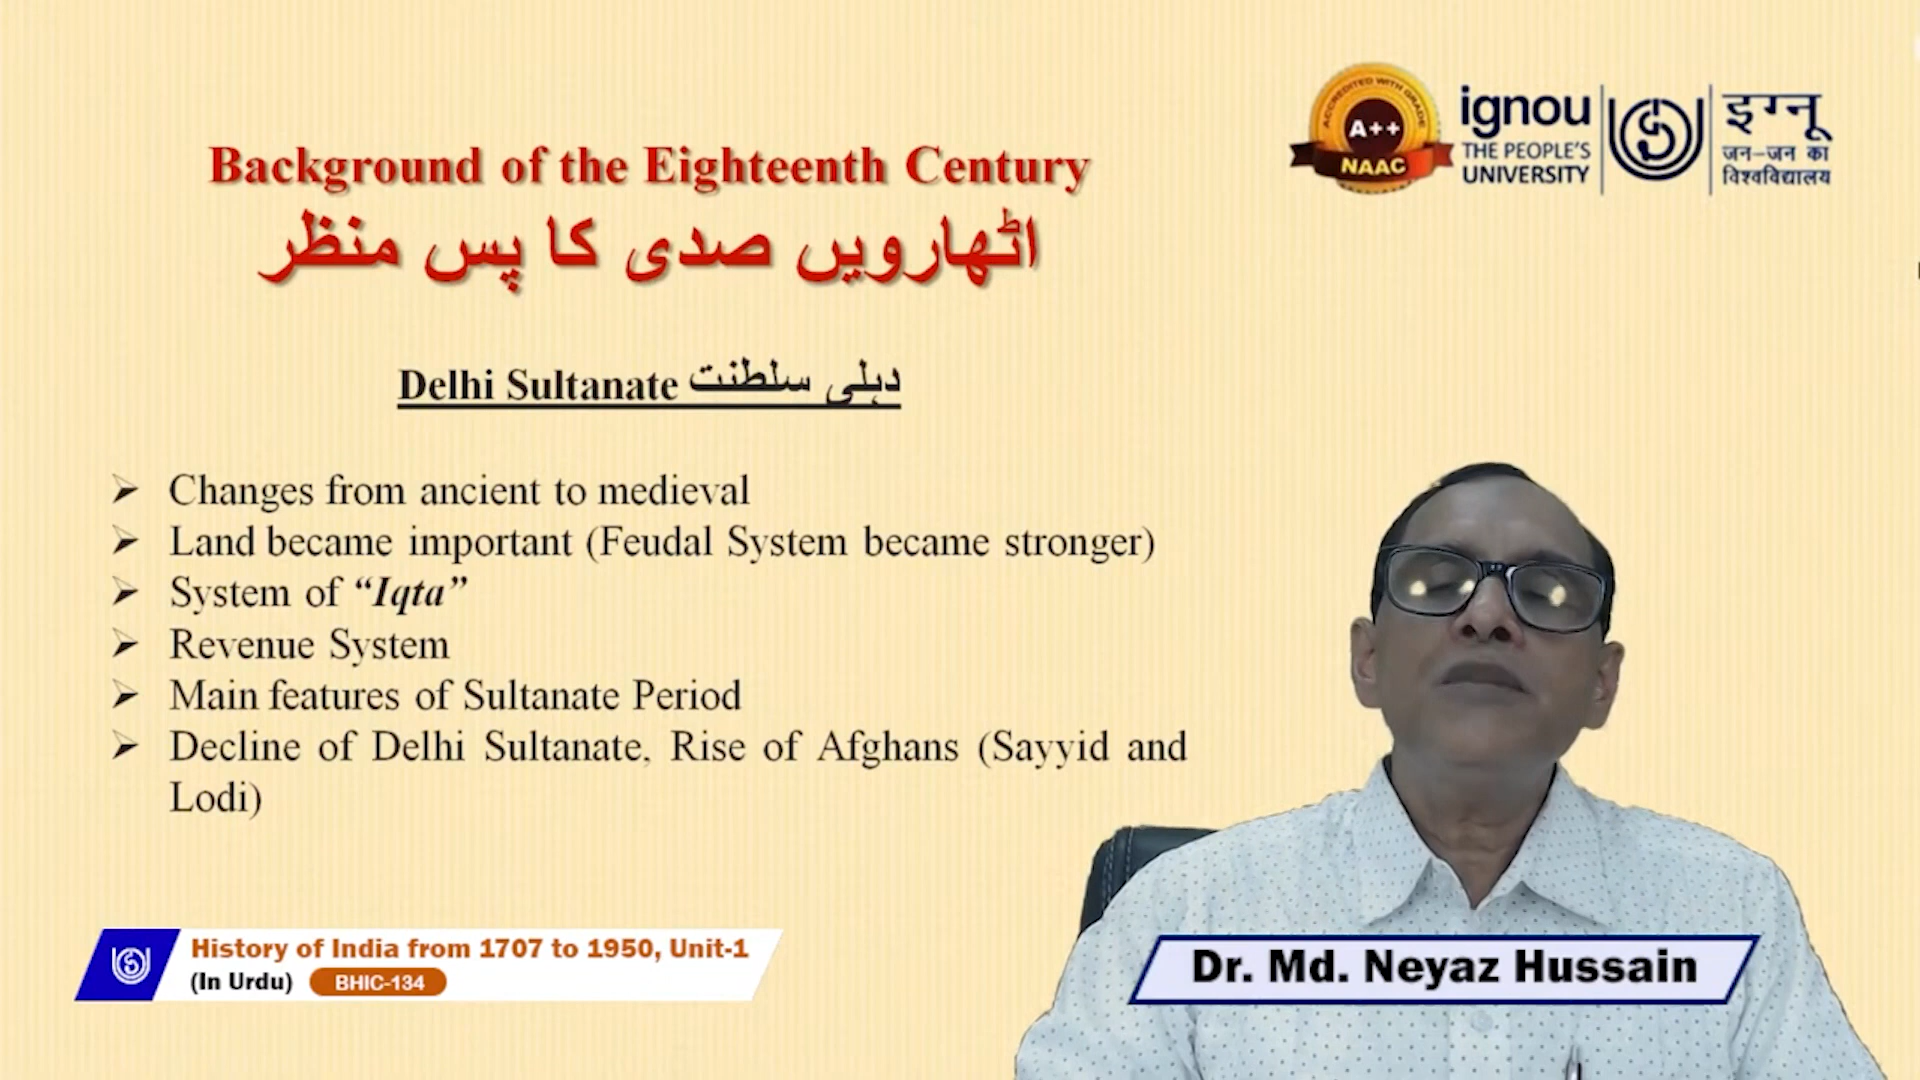 Background of the Eighteenth Century
اٹھارویں صدی کا پس منظر
ACCREDITED WITH GRADE
A++
NAAC
ignou
THE PEOPLE'S
UNIVERSITY
इग्नू
जन-जन का
विश्वविद्यालय
Delhi Sultanate دہلی سلطنت
➢ Changes from ancient to medieval
➢ Land became important (Feudal System became stronger)
➢ System of “Iqta”
➢ Revenue System
➢ Main features of Sultanate Period
➢ Decline of Delhi Sultanate, Rise of Afghans (Sayyid and
Lodi)
History of India from 1707 to 1950, Unit-1
(In Urdu) BHIC-134
Dr. Md. Neyaz Hussain